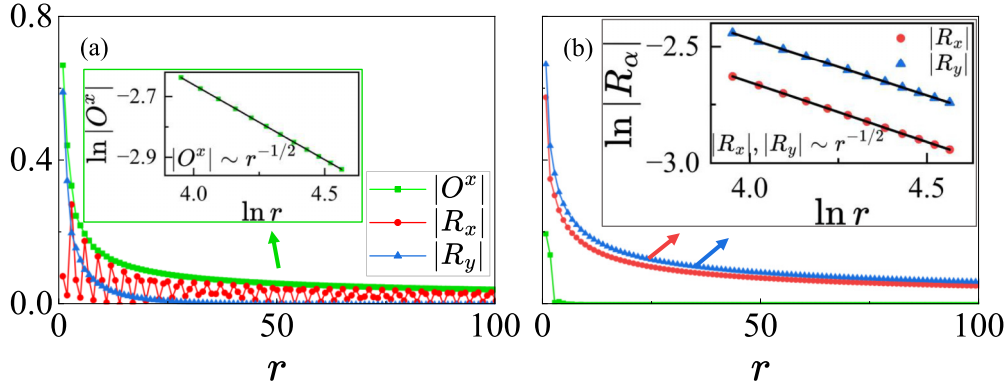 0.8
0.4
0.0
(a)
ln |O^x|
−2.7
−2.9
|O^x| ∼ r^{−1/2}
4.0
4.5
ln r
|O^x|
|R_x|
|R_y|
0
50
100
r
(b)
ln |R_α|
−2.5
−3.0
|R_x|
|R_y|
|R_x|, |R_y| ∼ r^{−1/2}
4.0
4.5
ln r
0
50
100
r